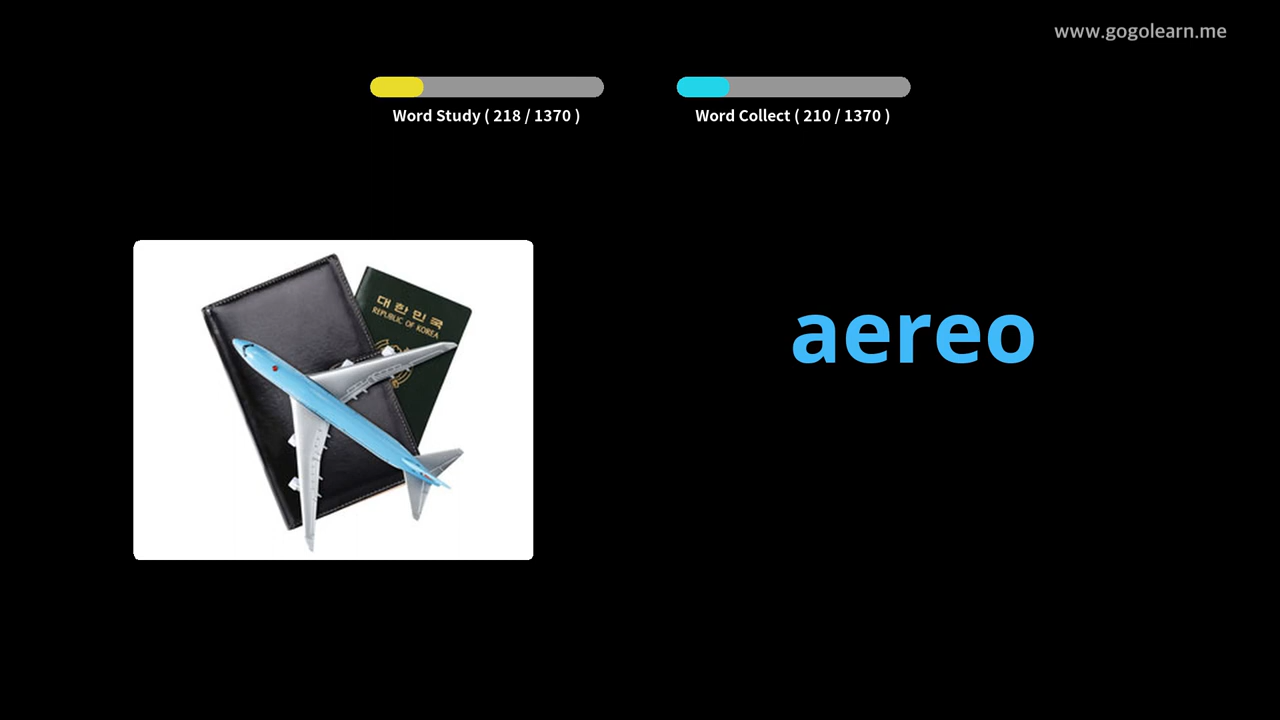 www.gogolearn.me
Word Study ( 218 / 1370 )
Word Collect ( 210 / 1370 )
대한민국
REPUBLIC OF KOREA
aereo